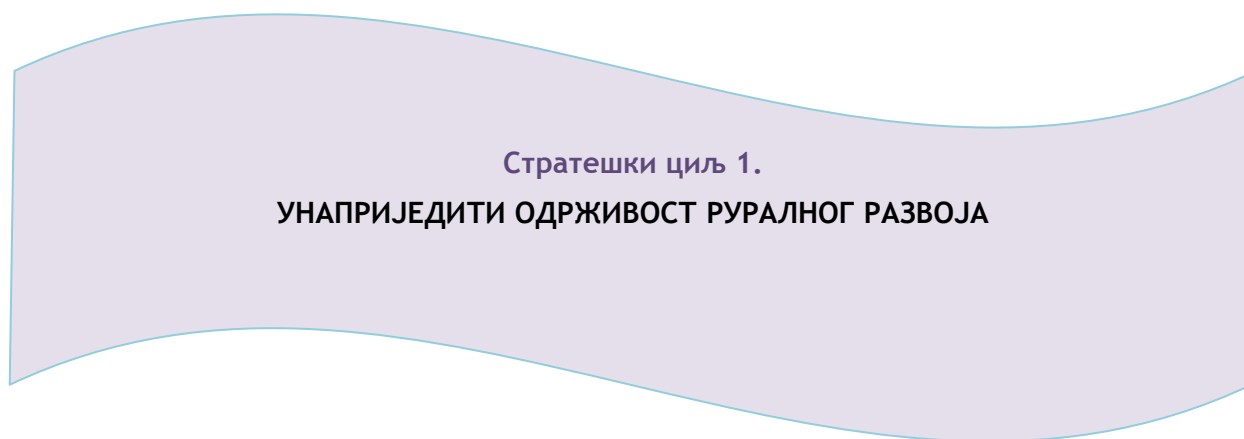 Стратешки циљ 1.
УНАПРИЈЕДИТИ ОДРЖИВОСТ РУРАЛНОГ РАЗВОЈА